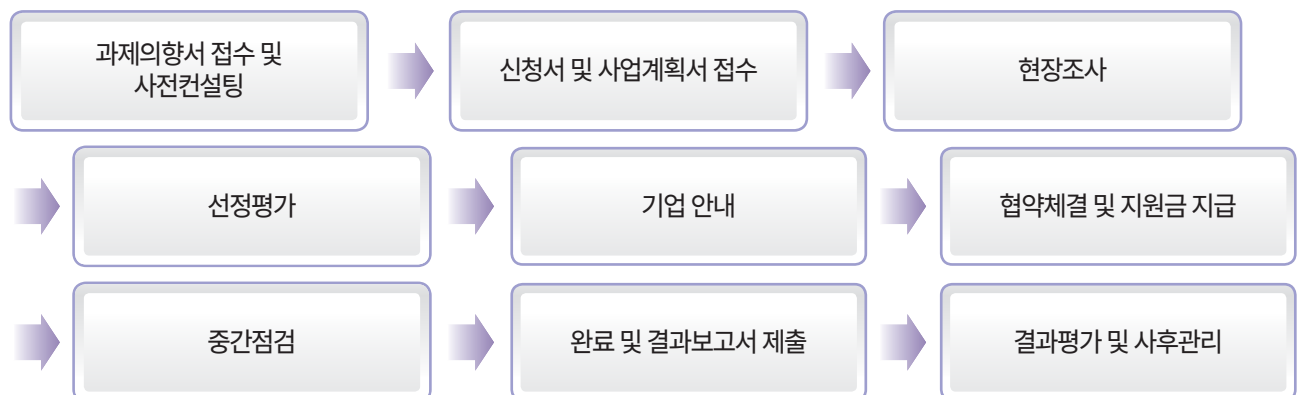 과제의향서 접수 및
사전컨설팅
신청서 및 사업계획서 접수
현장조사
선정평가
기업 안내
협약체결 및 지원금 지급
중간점검
완료 및 결과보고서 제출
결과평가 및 사후관리